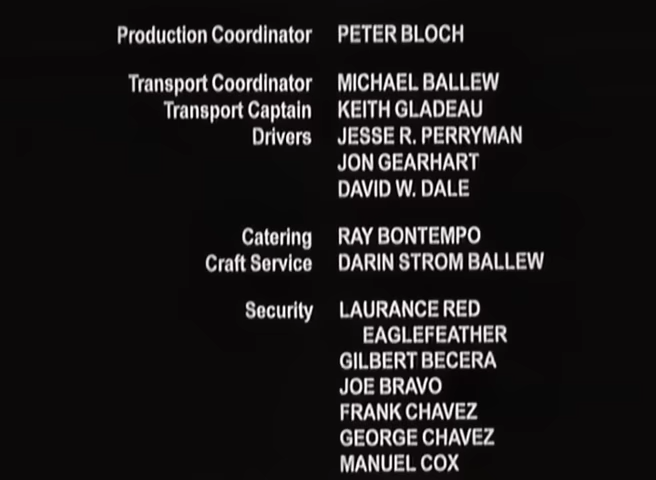 Production Coordinator PETER BLOCH
Transport Coordinator MICHAEL BALLEW
Transport Captain KEITH GLADEAU
Drivers JESSE R. PERRYMAN
JON GEARHART
DAVID W. DALE
Catering RAY BONTEMPO
Craft Service DARIN STROM BALLEW
Security LAURANCE RED
EAGLEFEATHER
GILBERT BECERA
JOE BRAVO
FRANK CHAVEZ
GEORGE CHAVEZ
MANUEL COX